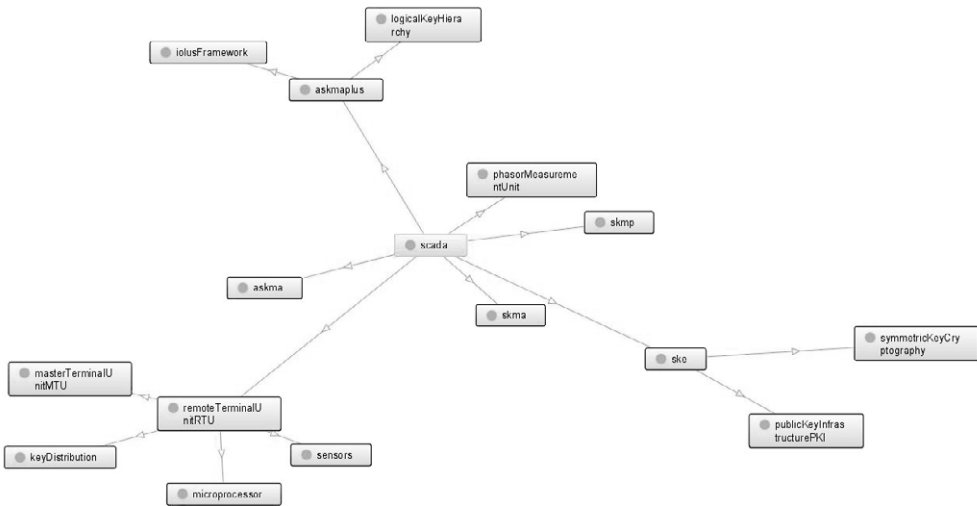 logicalKeyHiera
rchy
iolusFramework
askmaplus
phasorMeasureme
ntUnit
skmp
scada
askma
skma
symmetricKeyCry
ptography
ske
masterTerminalU
nitMTU
remoteTerminalU
nitRTU
publicKeyInfras
tructurePKI
keyDistribution
sensors
microprocessor